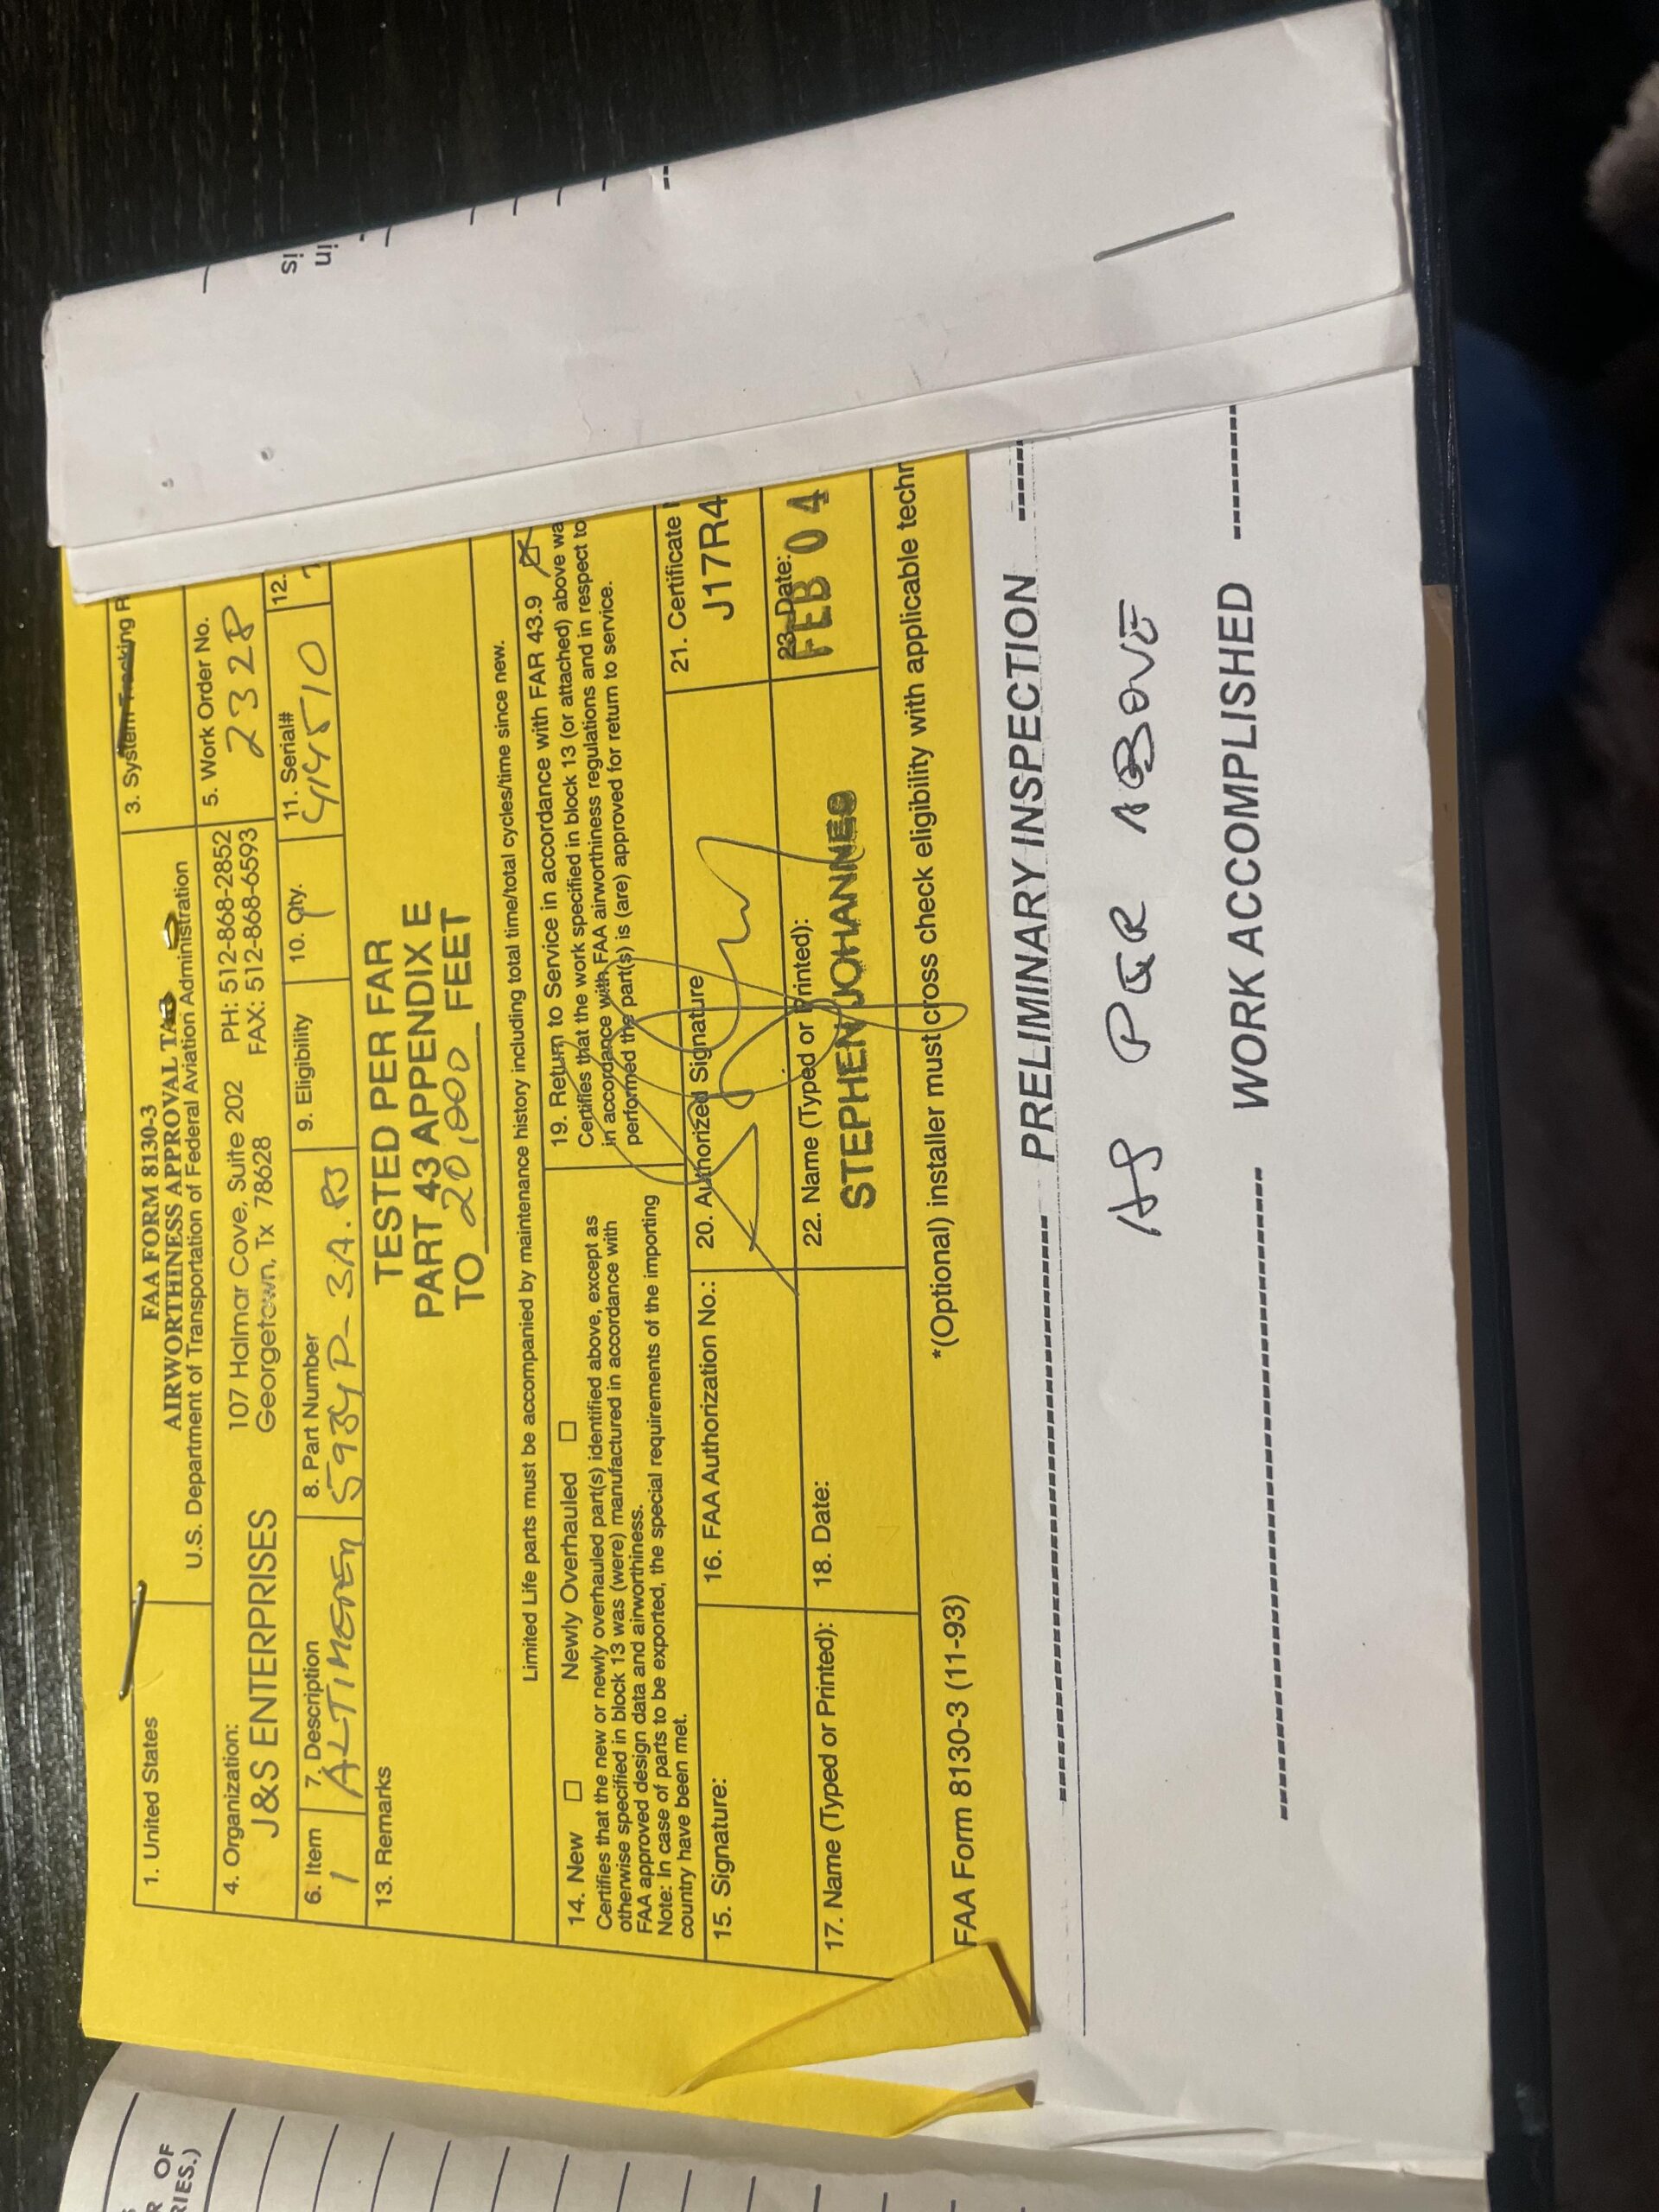 FAA FORM 8130-3
AIRWORTHINESS APPROVAL TAG
U.S. Department of Transportation of Federal Aviation Administration
1. United States
3. System Tracking R
4. Organization:
J&S ENTERPRISES
107 Halmar Cove, Suite 202 PH: 512-868-2852
Georgetown, Tx 78628 FAX: 512-868-6593
5. Work Order No.
2328
6. Item
1
7. Description
ALTIMETER
8. Part Number
5934P-3A.83
9. Eligibility
10. Qty.
1
11. Serial#
414510
12.
13. Remarks
TESTED PER FAR
PART 43 APPENDIX E
TO 20,000 FEET
Limited Life parts must be accompanied by maintenance history including total time/total cycles/time since new.
14. New □ Newly Overhauled □
Certifies that the new or newly overhauled part(s) identified above, except as
otherwise specified in block 13 was (were) manufactured in accordance with
FAA approved design data and airworthiness.
Note: In case of parts to be exported, the special requirements of the importing
country have been met.
19. Return to Service in accordance with FAR 43.9
Certifies that the work specified in block 13 (or attached) above wa
in accordance with FAA airworthiness regulations and in respect to
performed the part(s) is (are) approved for return to service.
15. Signature:
16. FAA Authorization No.:
20. Authorized Signature
21. Certificate
J17R4
17. Name (Typed or Printed):
18. Date:
22. Name (Typed or Printed):
STEPHEN JOHANNES
23. Date:
FEB 04
FAA Form 8130-3 (11-93)
*(Optional) installer must cross check eligibility with applicable techr
PRELIMINARY INSPECTION
AS PER ABOVE
WORK ACCOMPLISHED
si
in
OF
RIES.)